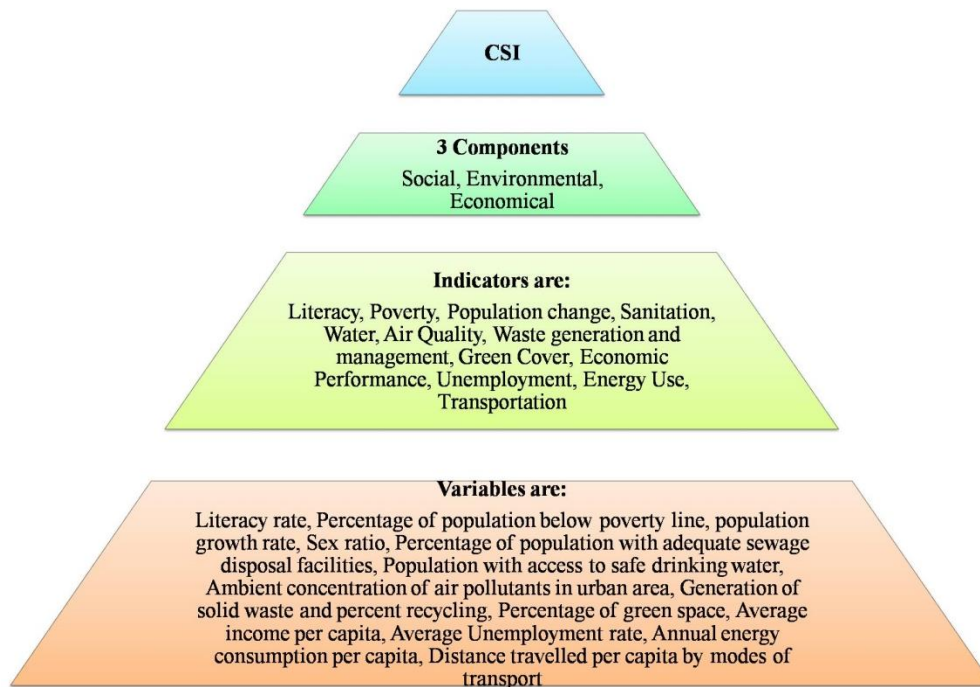 CSI
3 Components
Social, Environmental,
Economical
Indicators are:
Literacy, Poverty, Population change, Sanitation,
Water, Air Quality, Waste generation and
management, Green Cover, Economic
Performance, Unemployment, Energy Use,
Transportation
Variables are:
Literacy rate, Percentage of population below poverty line, population
growth rate, Sex ratio, Percentage of population with adequate sewage
disposal facilities, Population with access to safe drinking water,
Ambient concentration of air pollutants in urban area, Generation of
solid waste and percent recycling, Percentage of green space, Average
income per capita, Average Unemployment rate, Annual energy
consumption per capita, Distance travelled per capita by modes of
transport